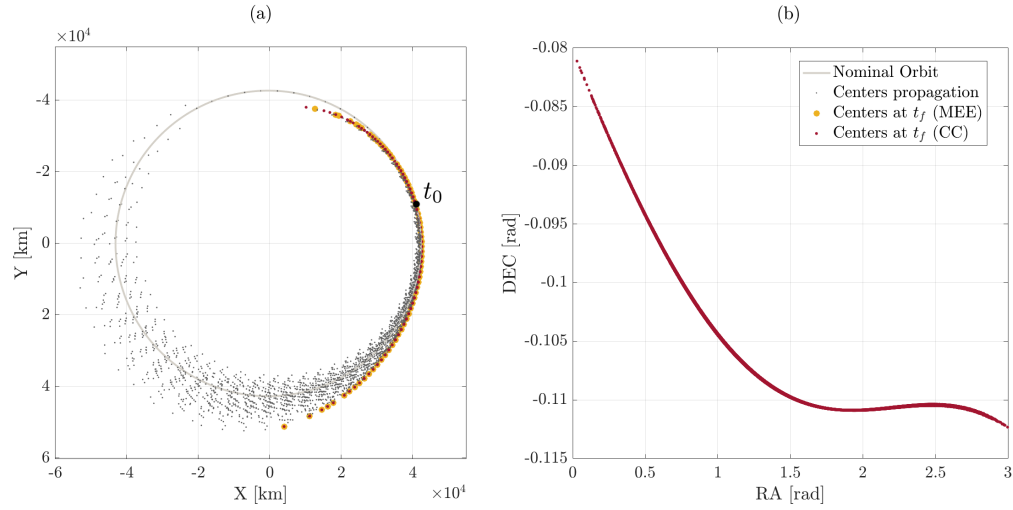 (a)
×10⁴
-4
-2
0
2
4
6
-6
-4
-2
0
2
4
×10⁴
X [km]
Y [km]
t₀
(b)
-0.08
-0.085
-0.09
-0.095
-0.1
-0.105
-0.11
-0.115
0
0.5
1
1.5
2
2.5
3
RA [rad]
DEC [rad]
Nominal Orbit
Centers propagation
Centers at t_f (MEE)
Centers at t_f (CC)